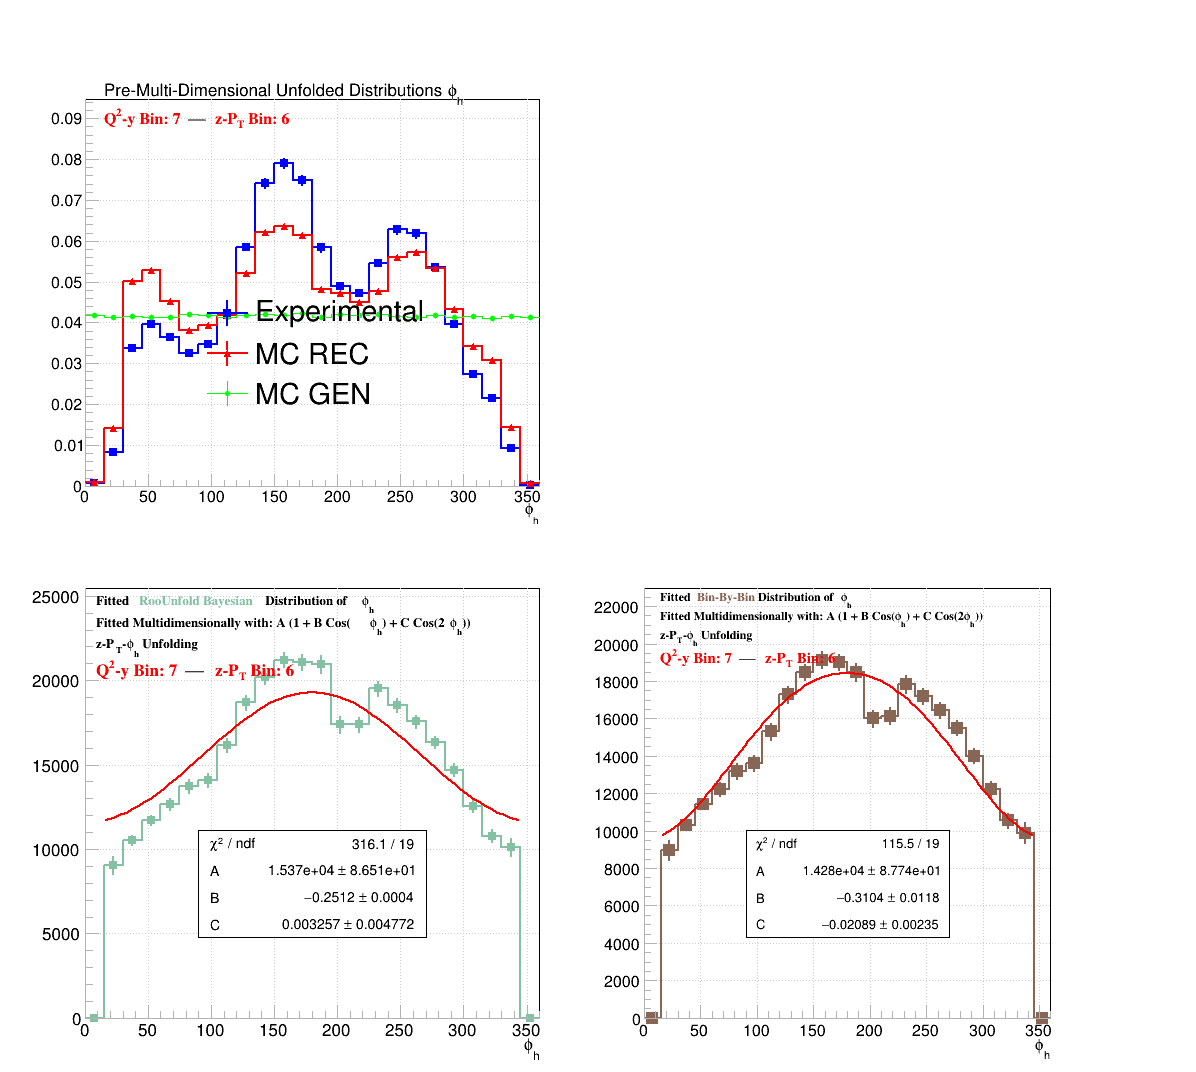 Pre-Multi-Dimensional Unfolded Distributions ϕh
Q2-y Bin: 7 — z-PT Bin: 6
0.09
0.08
0.07
0.06
0.05
0.04
0.03
0.02
0.01
0
Experimental
MC REC
MC GEN
0 50 100 150 200 250 300 350
ϕh
Fitted RooUnfold Bayesian Distribution of ϕh
Fitted Multidimensionally with: A (1 + B Cos( ϕh) + C Cos(2 ϕh))
z-PT-ϕh Unfolding
Q2-y Bin: 7 — z-PT Bin: 6
25000
20000
15000
10000
5000
0
χ2 / ndf 316.1 / 19
A 1.537e+04 ± 8.651e+01
B −0.2512 ± 0.0004
C 0.003257 ± 0.004772
0 50 100 150 200 250 300 350
ϕh
Fitted Bin-By-Bin Distribution of ϕh
Fitted Multidimensionally with: A (1 + B Cos(ϕh) + C Cos(2ϕh))
z-PT-ϕh Unfolding
Q2-y Bin: 7 — z-PT Bin: 6
22000
20000
18000
16000
14000
12000
10000
8000
6000
4000
2000
0
χ2 / ndf 115.5 / 19
A 1.428e+04 ± 8.774e+01
B −0.3104 ± 0.0118
C −0.02089 ± 0.00235
0 50 100 150 200 250 300 350
ϕh